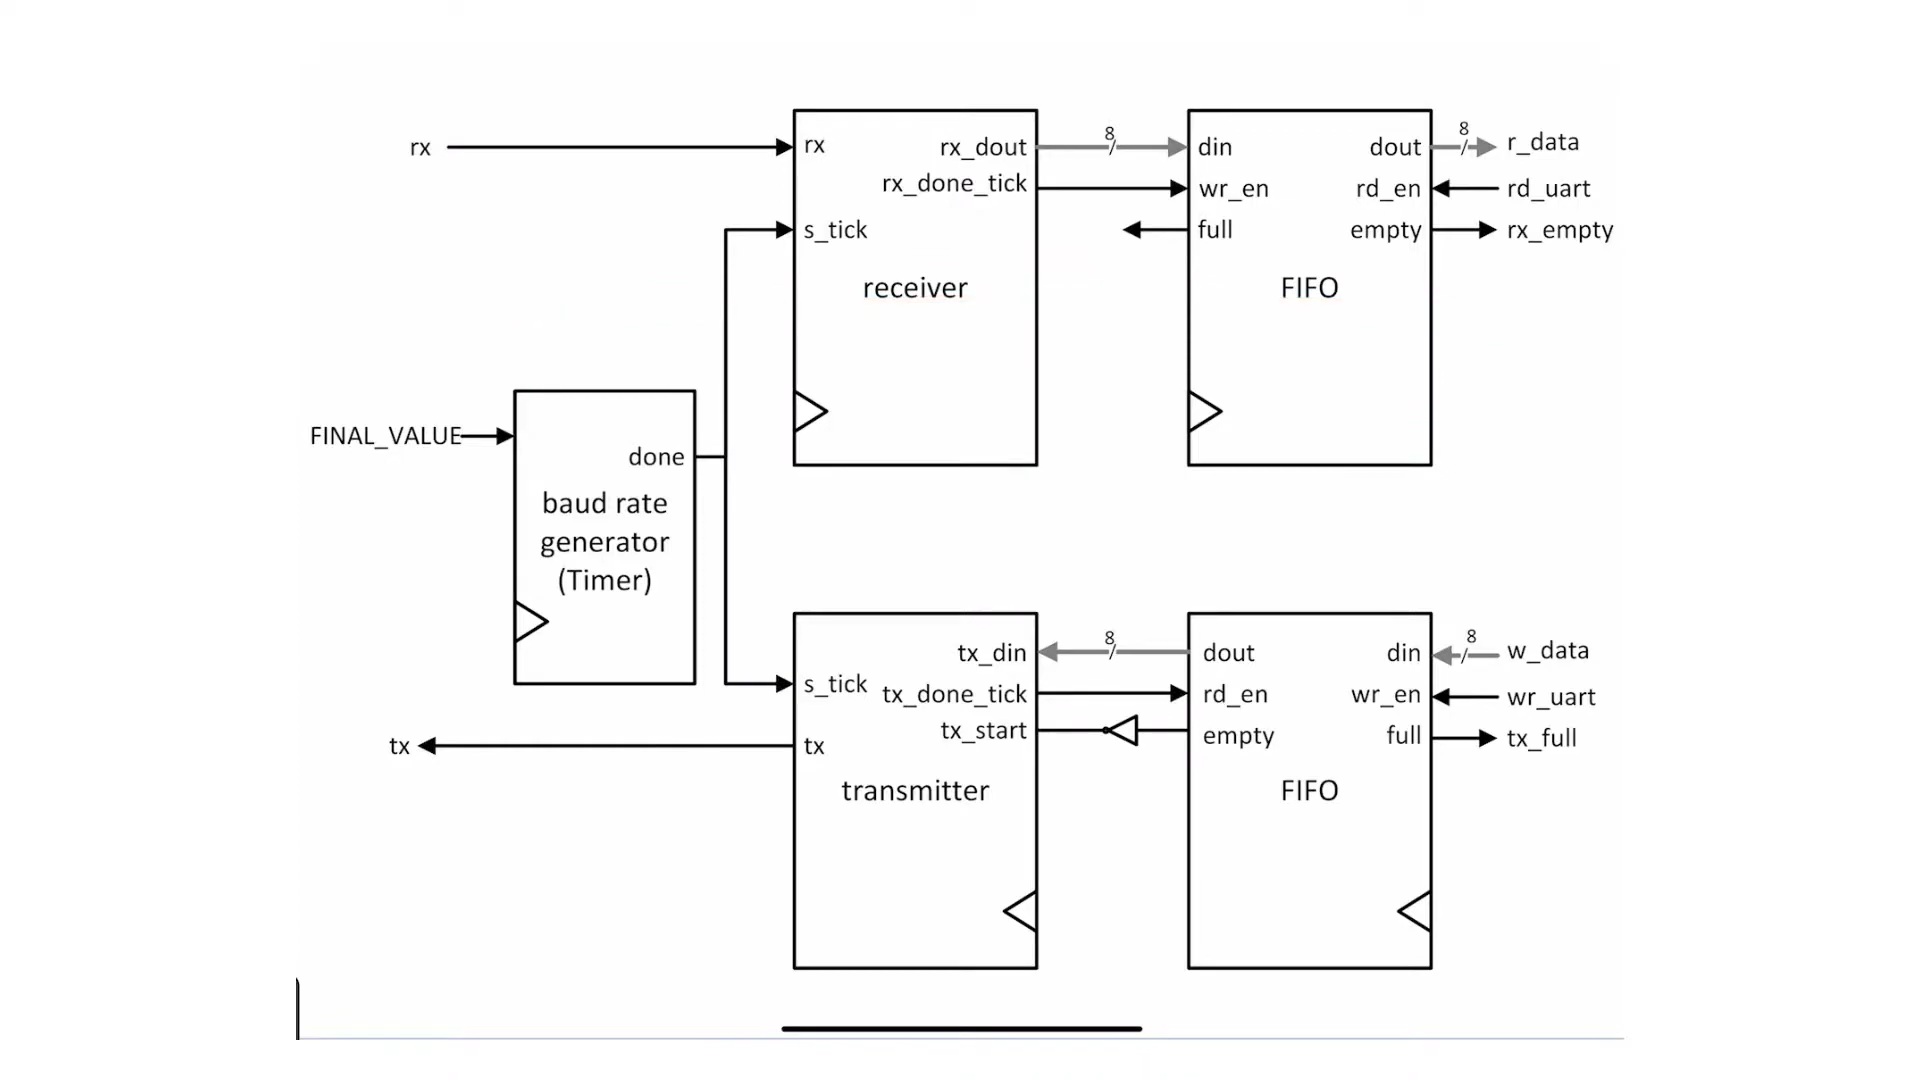 rx
rx
rx_dout
8
/
din
dout
8
/
r_data
rx_done_tick
wr_en
rd_en
rd_uart
s_tick
full
empty
rx_empty
receiver
FIFO
FINAL_VALUE
done
baud rate
generator
(Timer)
tx_din
8
/
dout
din
8
/
w_data
s_tick
tx_done_tick
rd_en
wr_en
wr_uart
tx_start
empty
full
tx_full
tx
tx
transmitter
FIFO